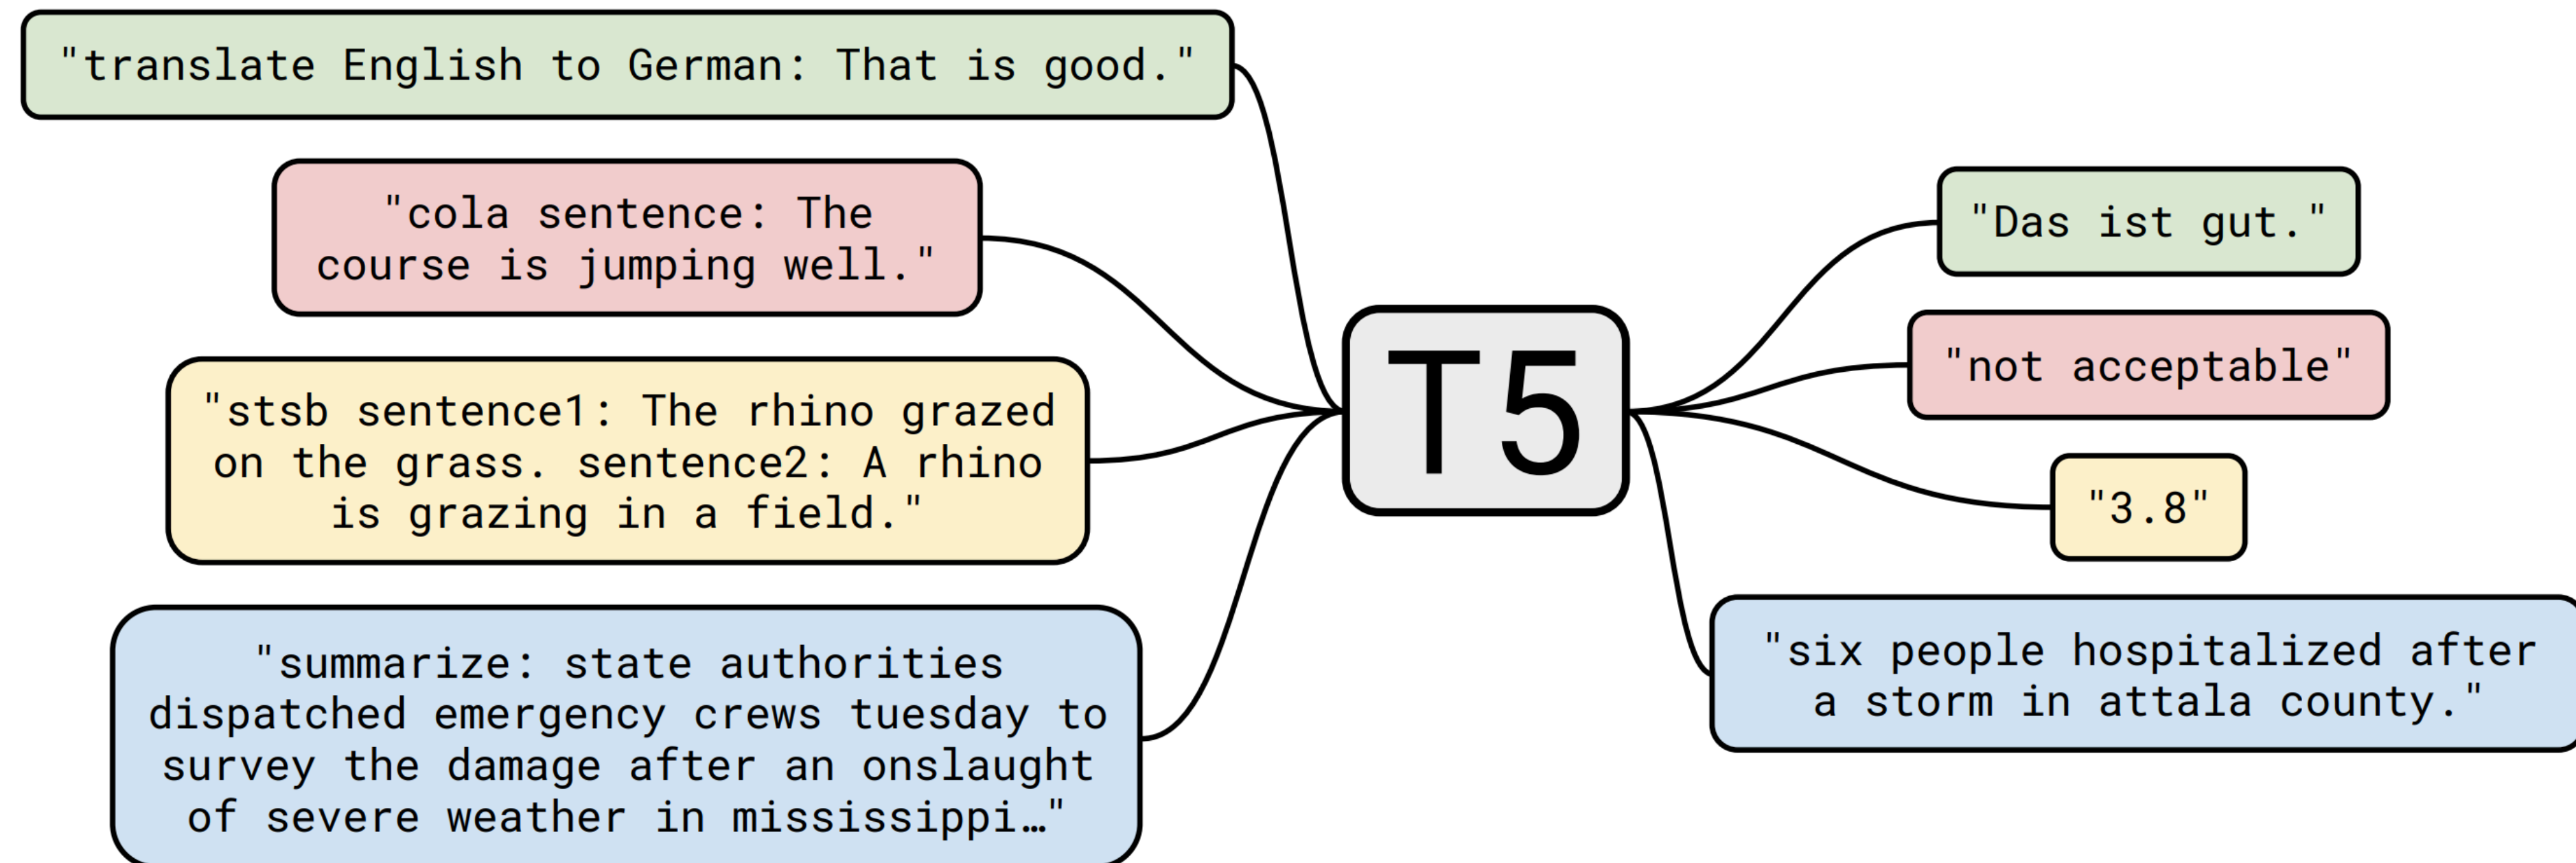 "translate English to German: That is good."
"cola sentence: The
course is jumping well."
"stsb sentence1: The rhino grazed
on the grass. sentence2: A rhino
is grazing in a field."
"summarize: state authorities
dispatched emergency crews tuesday to
survey the damage after an onslaught
of severe weather in mississippi…"
T5
"Das ist gut."
"not acceptable"
"3.8"
"six people hospitalized after
a storm in attala county."